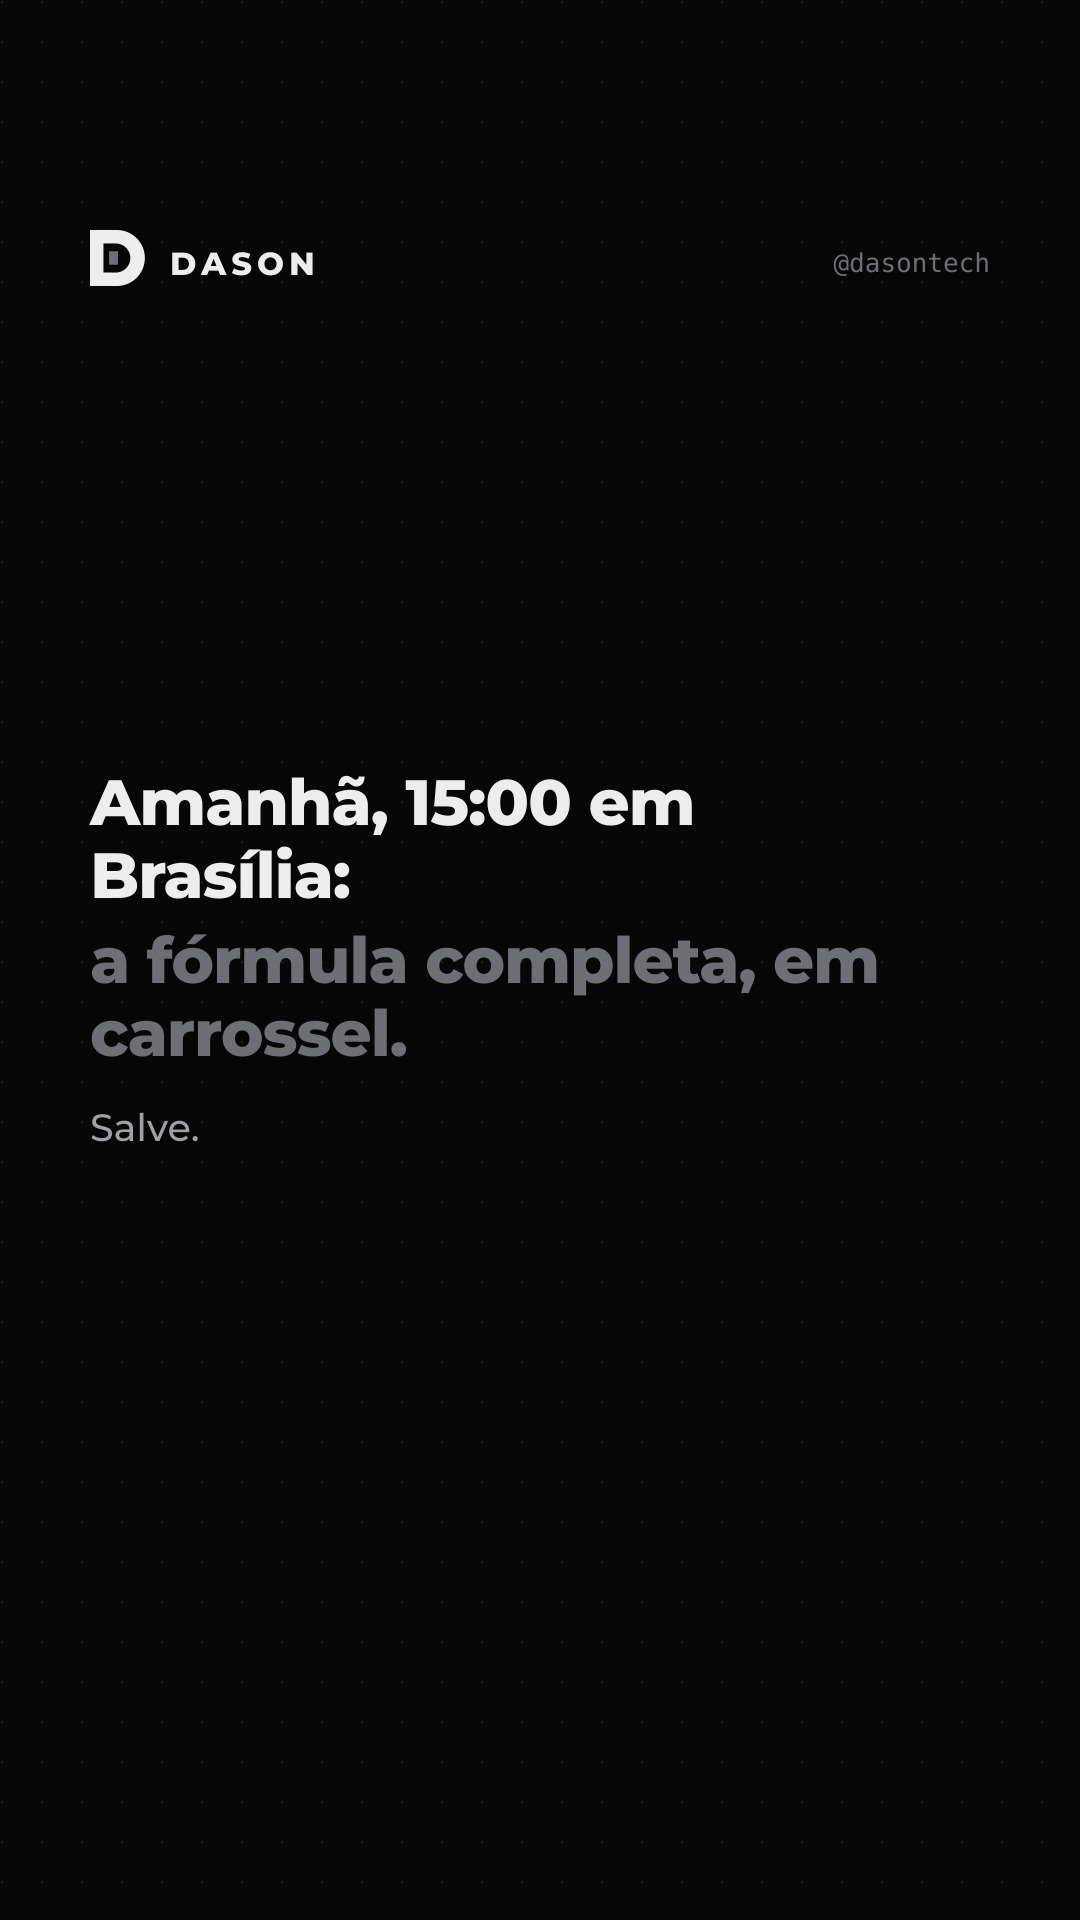 D DASON
@dasontech
Amanhã, 15:00 em
Brasília:
a fórmula completa, em
carrossel.
Salve.